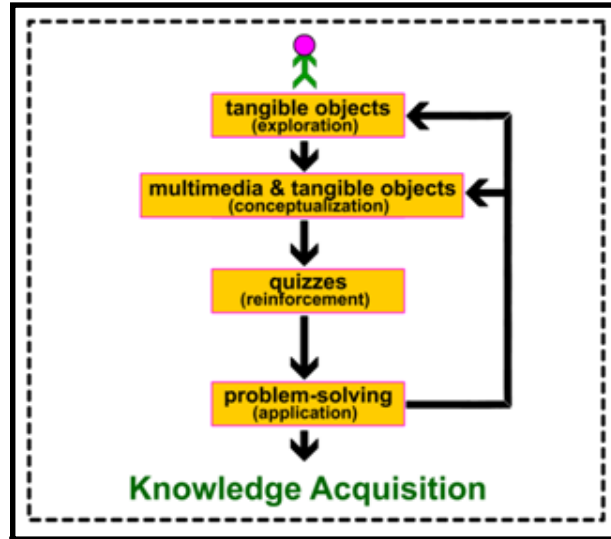 tangible objects
(exploration)
multimedia & tangible objects
(conceptualization)
quizzes
(reinforcement)
problem-solving
(application)
Knowledge Acquisition